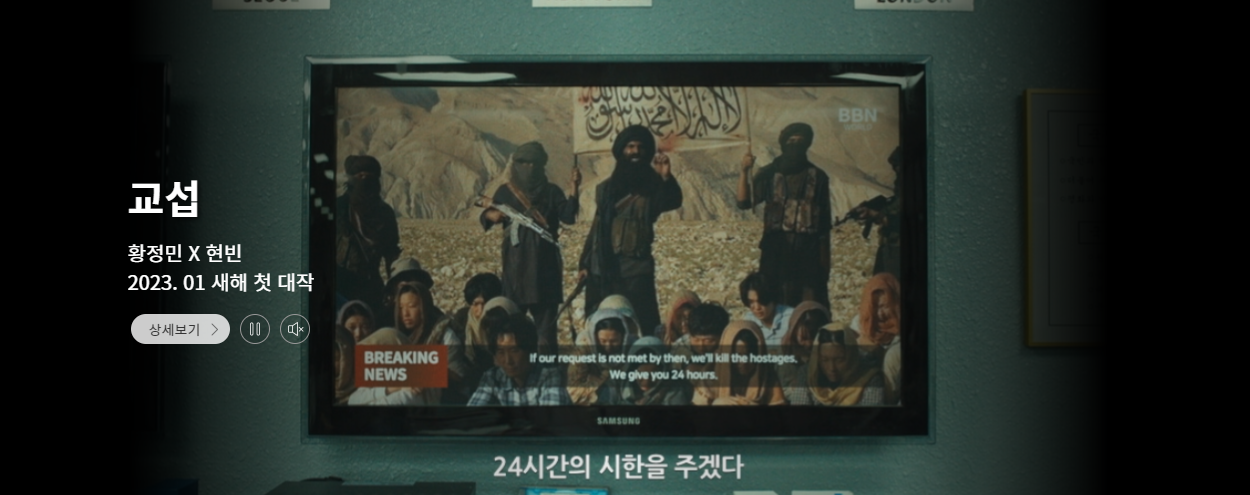 SEOUL
LONDON
BBN
교섭
황정민 X 현빈
2023. 01 새해 첫 대작
상세보기
BREAKING
NEWS
If our request is not met by then, we'll kill the hostages.
We give you 24 hours.
SAMSUNG
24시간의 시한을 주겠다